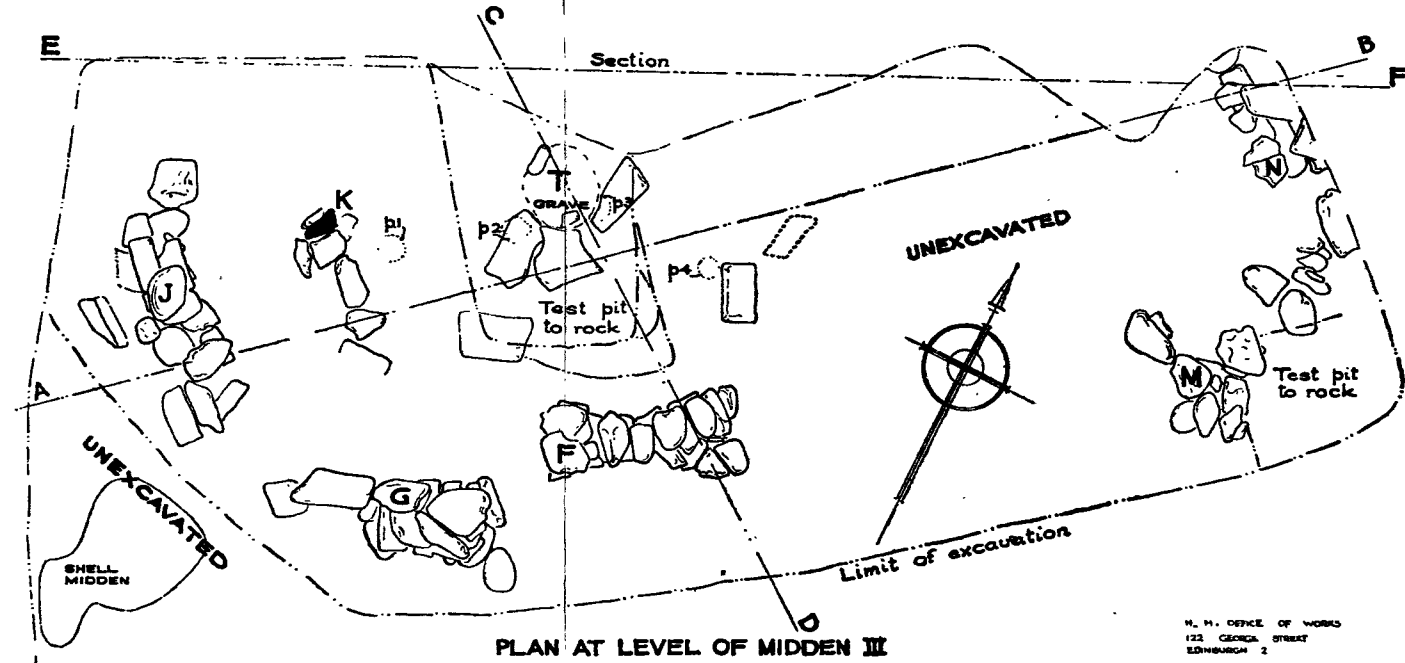 C
E
Section
B
F
T
GRAVE
K
p1
p2
p3
N
UNEXCAVATED
J
p4
Test pit
to rock
A
M
Test pit
to rock
UNEXCAVATED
F
G
Limit of excavation
SHELL
MIDDEN
D
PLAN AT LEVEL OF MIDDEN III
H. M. OFFICE OF WORKS
122 GEORGE STREET
EDINBURGH 2